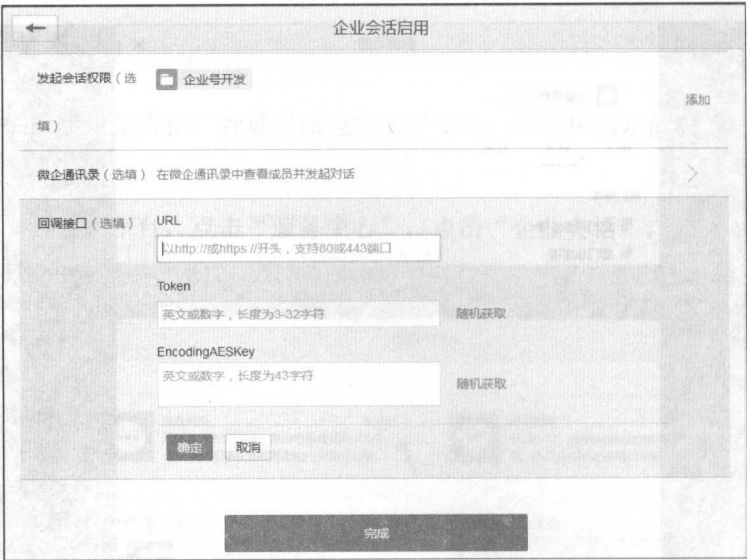 企业会话启用
发起会话权限（选
填）
企业号开发
添加
微企通讯录（选填） 在微企通讯录中查看成员并发起对话
回调接口（选填） URL
以http://或https://开头，支持80或443端口
Token
英文或数字，长度为3-32字符
随机获取
EncodingAESKey
英文或数字，长度为43字符
随机获取
确定
取消
完成